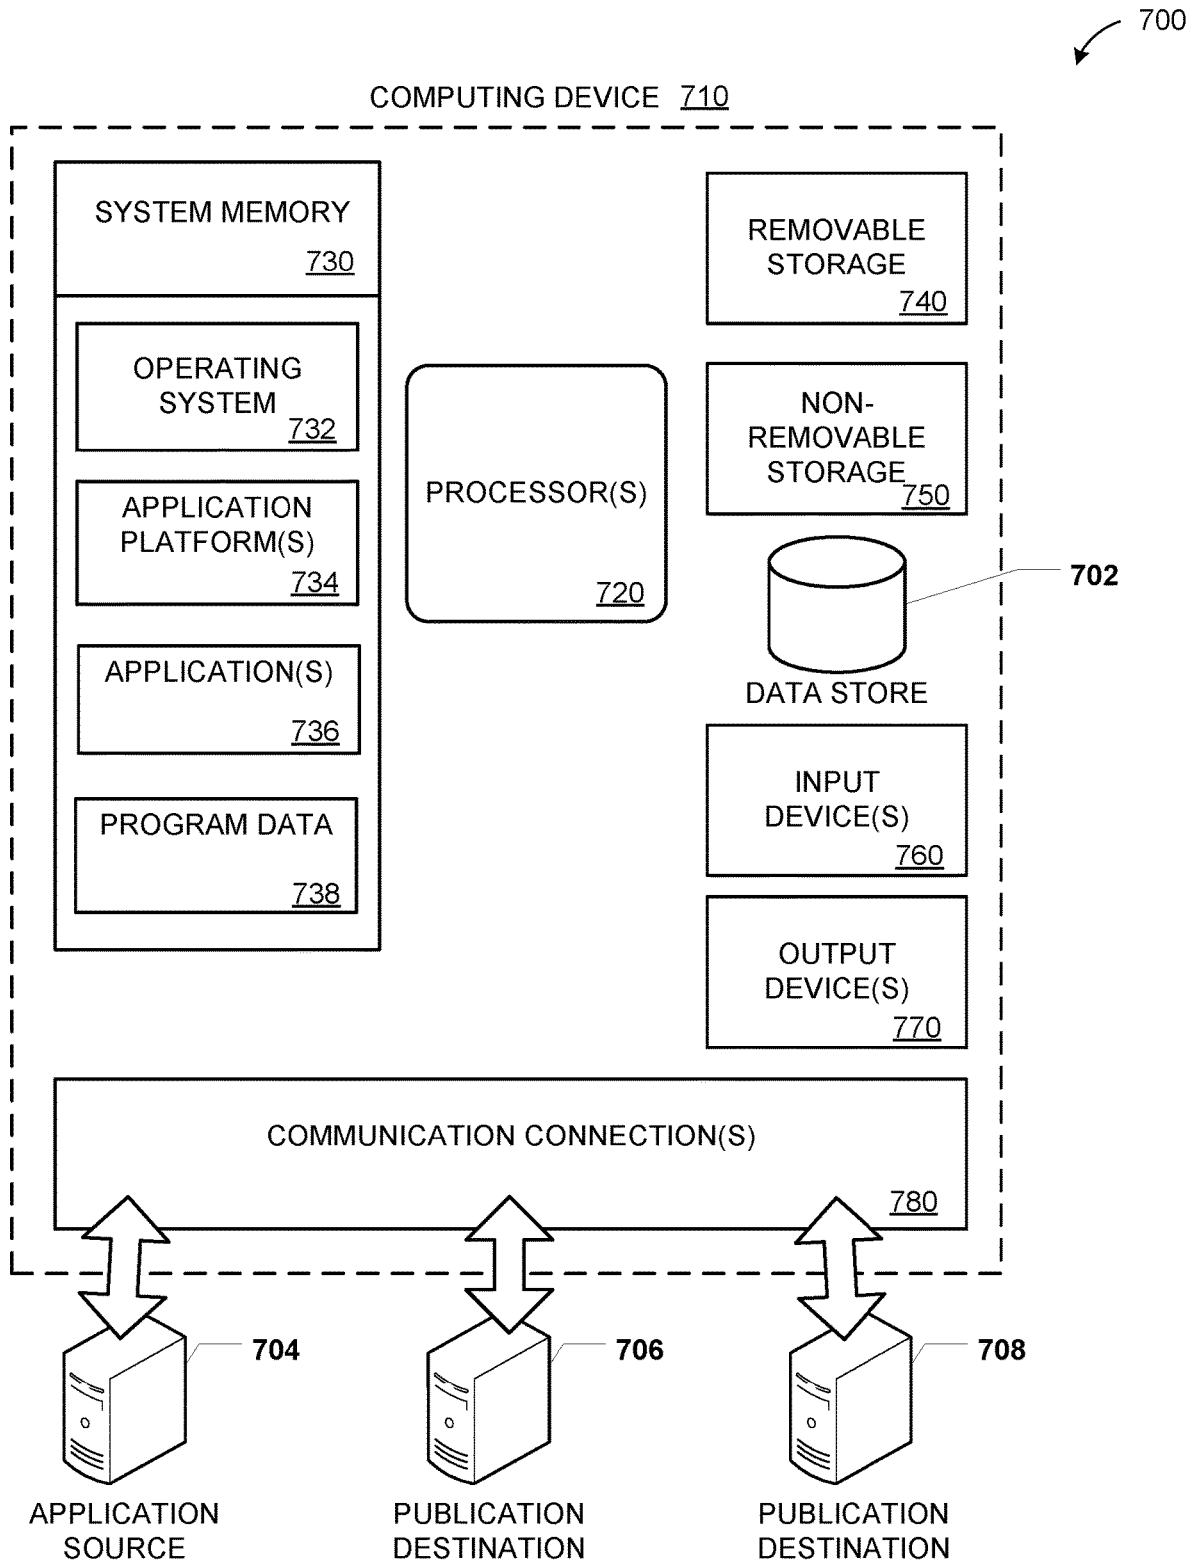 700
COMPUTING DEVICE 710
SYSTEM MEMORY
730
OPERATING
SYSTEM
732
APPLICATION
PLATFORM(S)
734
APPLICATION(S)
736
PROGRAM DATA
738
PROCESSOR(S)
720
REMOVABLE
STORAGE
740
NON-
REMOVABLE
STORAGE
750
702
DATA STORE
INPUT
DEVICE(S)
760
OUTPUT
DEVICE(S)
770
COMMUNICATION CONNECTION(S)
780
704
APPLICATION
SOURCE
706
PUBLICATION
DESTINATION
708
PUBLICATION
DESTINATION